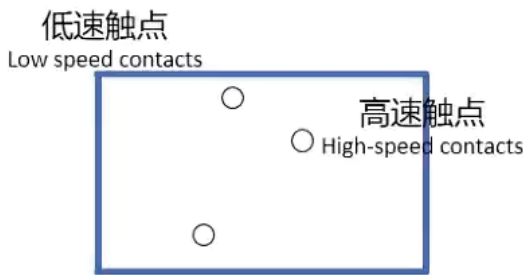 低速触点
Low speed contacts
高速触点
High-speed contacts